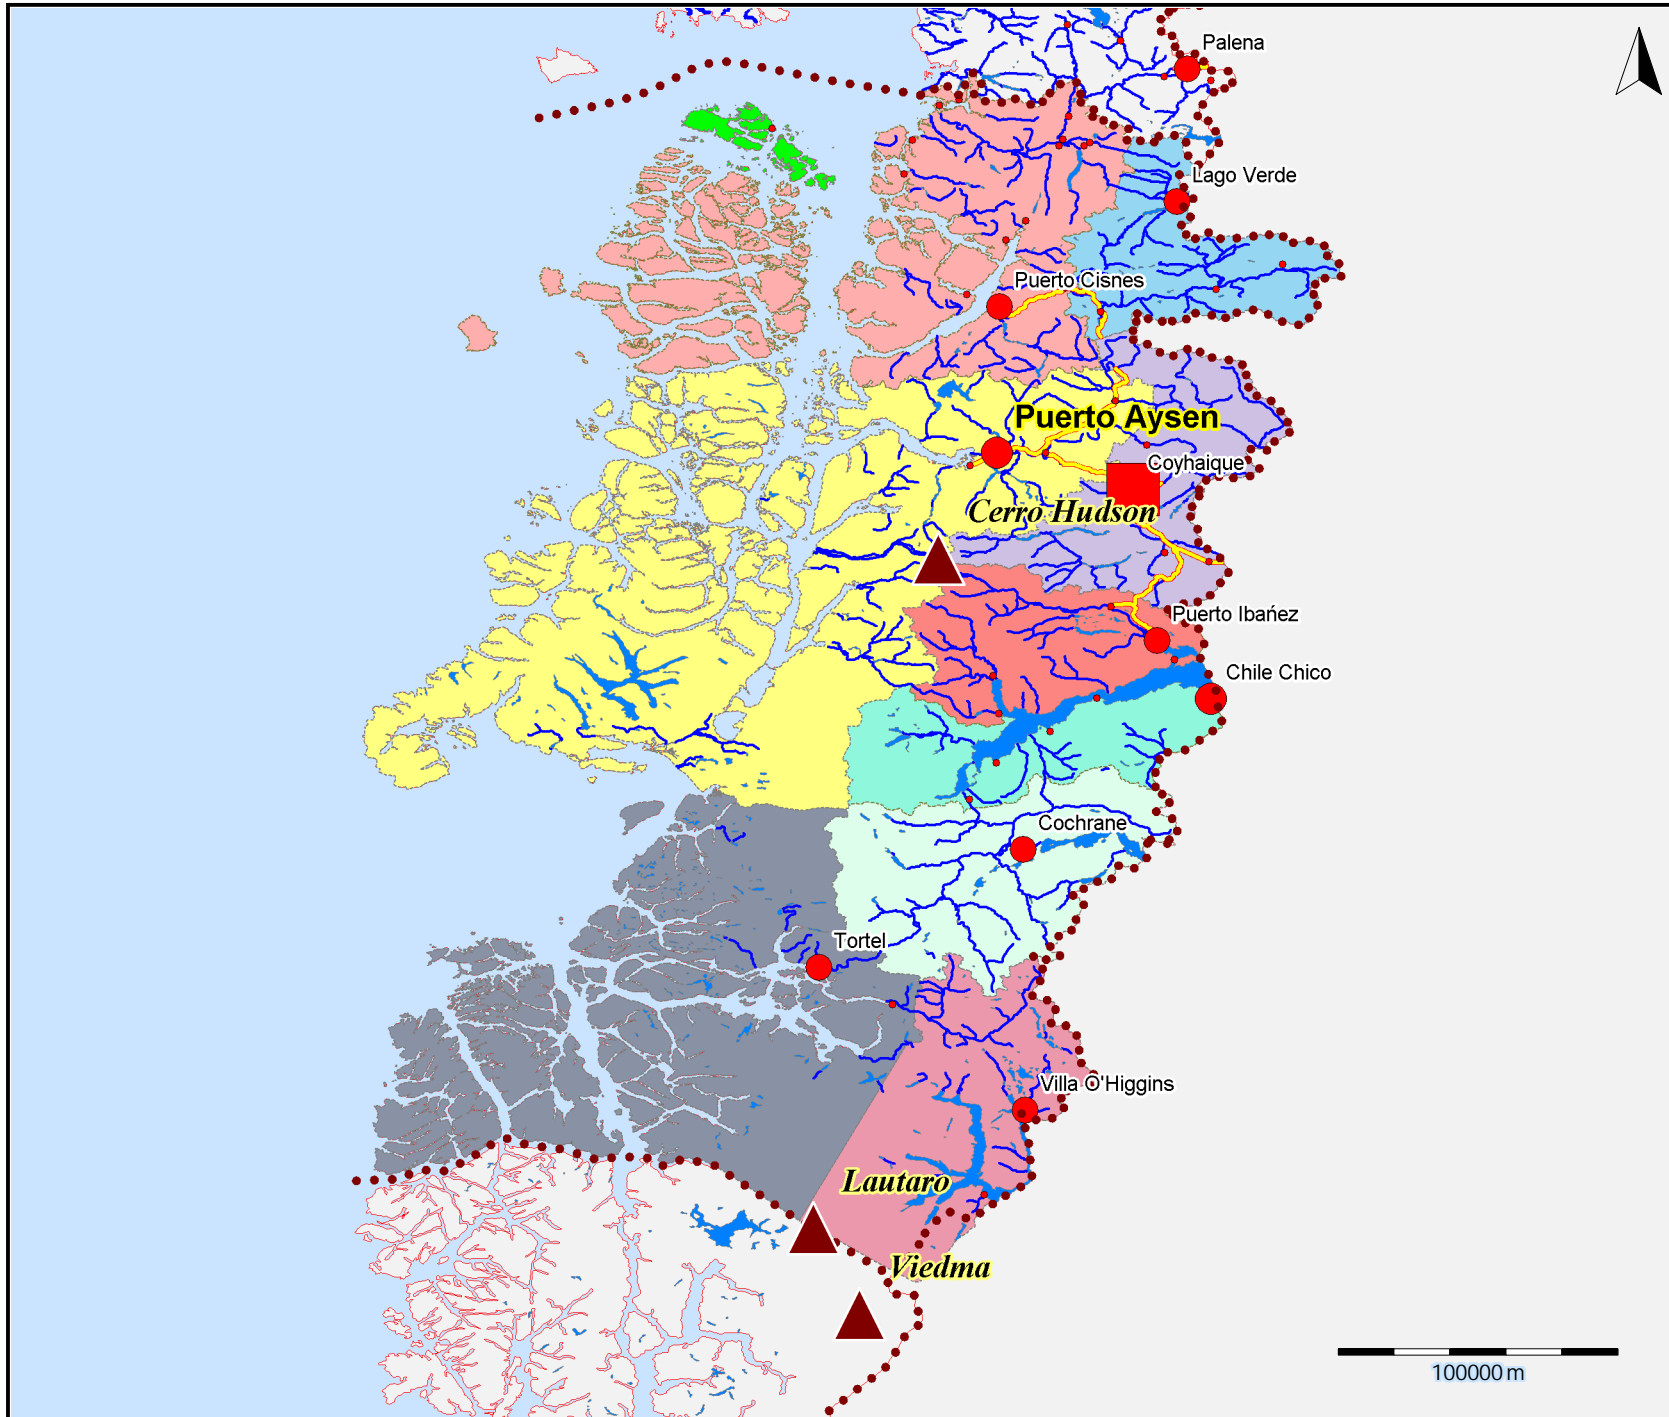 Palena
Lago Verde
Puerto Cisnes
Puerto Aysen
Coyhaique
Cerro Hudson
Puerto Ibańez
Chile Chico
Cochrane
Tortel
Villa O'Higgins
Lautaro
Viedma
100000 m